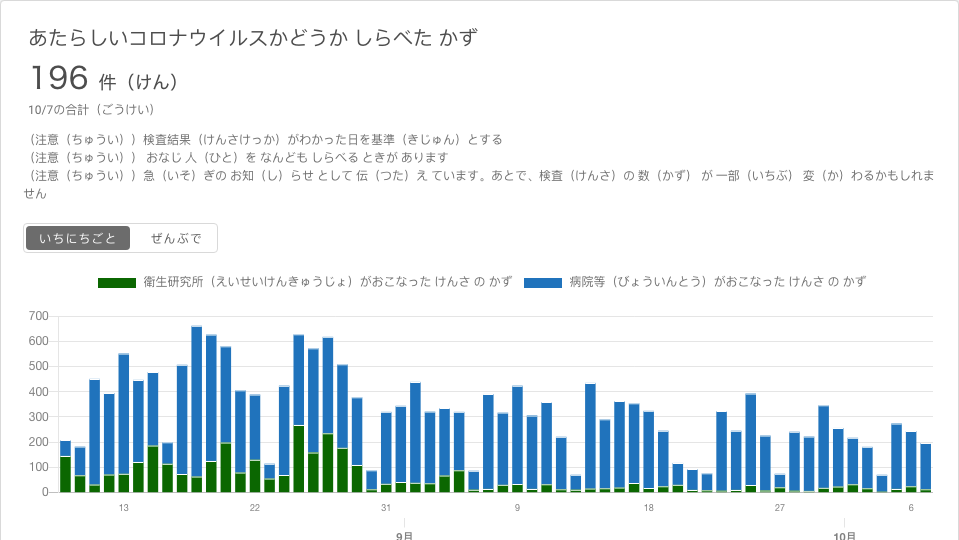 あたらしいコロナウイルスかどうか しらべた かず
196 件（けん）
10/7の合計（ごうけい）
（注意（ちゅうい））検査結果（けんさけっか）がわかった日を基準（きじゅん）とする
（注意（ちゅうい）） おなじ 人（ひと）を なんども しらべる ときが あります
（注意（ちゅうい））急（いそ）ぎの お知（し）らせ として 伝（つた）え ています。あとで、検査（けんさ）の 数（かず） が 一部（いちぶ） 変（か）わるかもしれま
せん
いちにちごと ぜんぶで
衛生研究所（えいせいけんきゅうじょ）がおこなった けんさ の かず 病院等（びょういんとう）がおこなった けんさ の かず
700
600
500
400
300
200
100
0
13 22 31 9 18 27 6
9月 10月